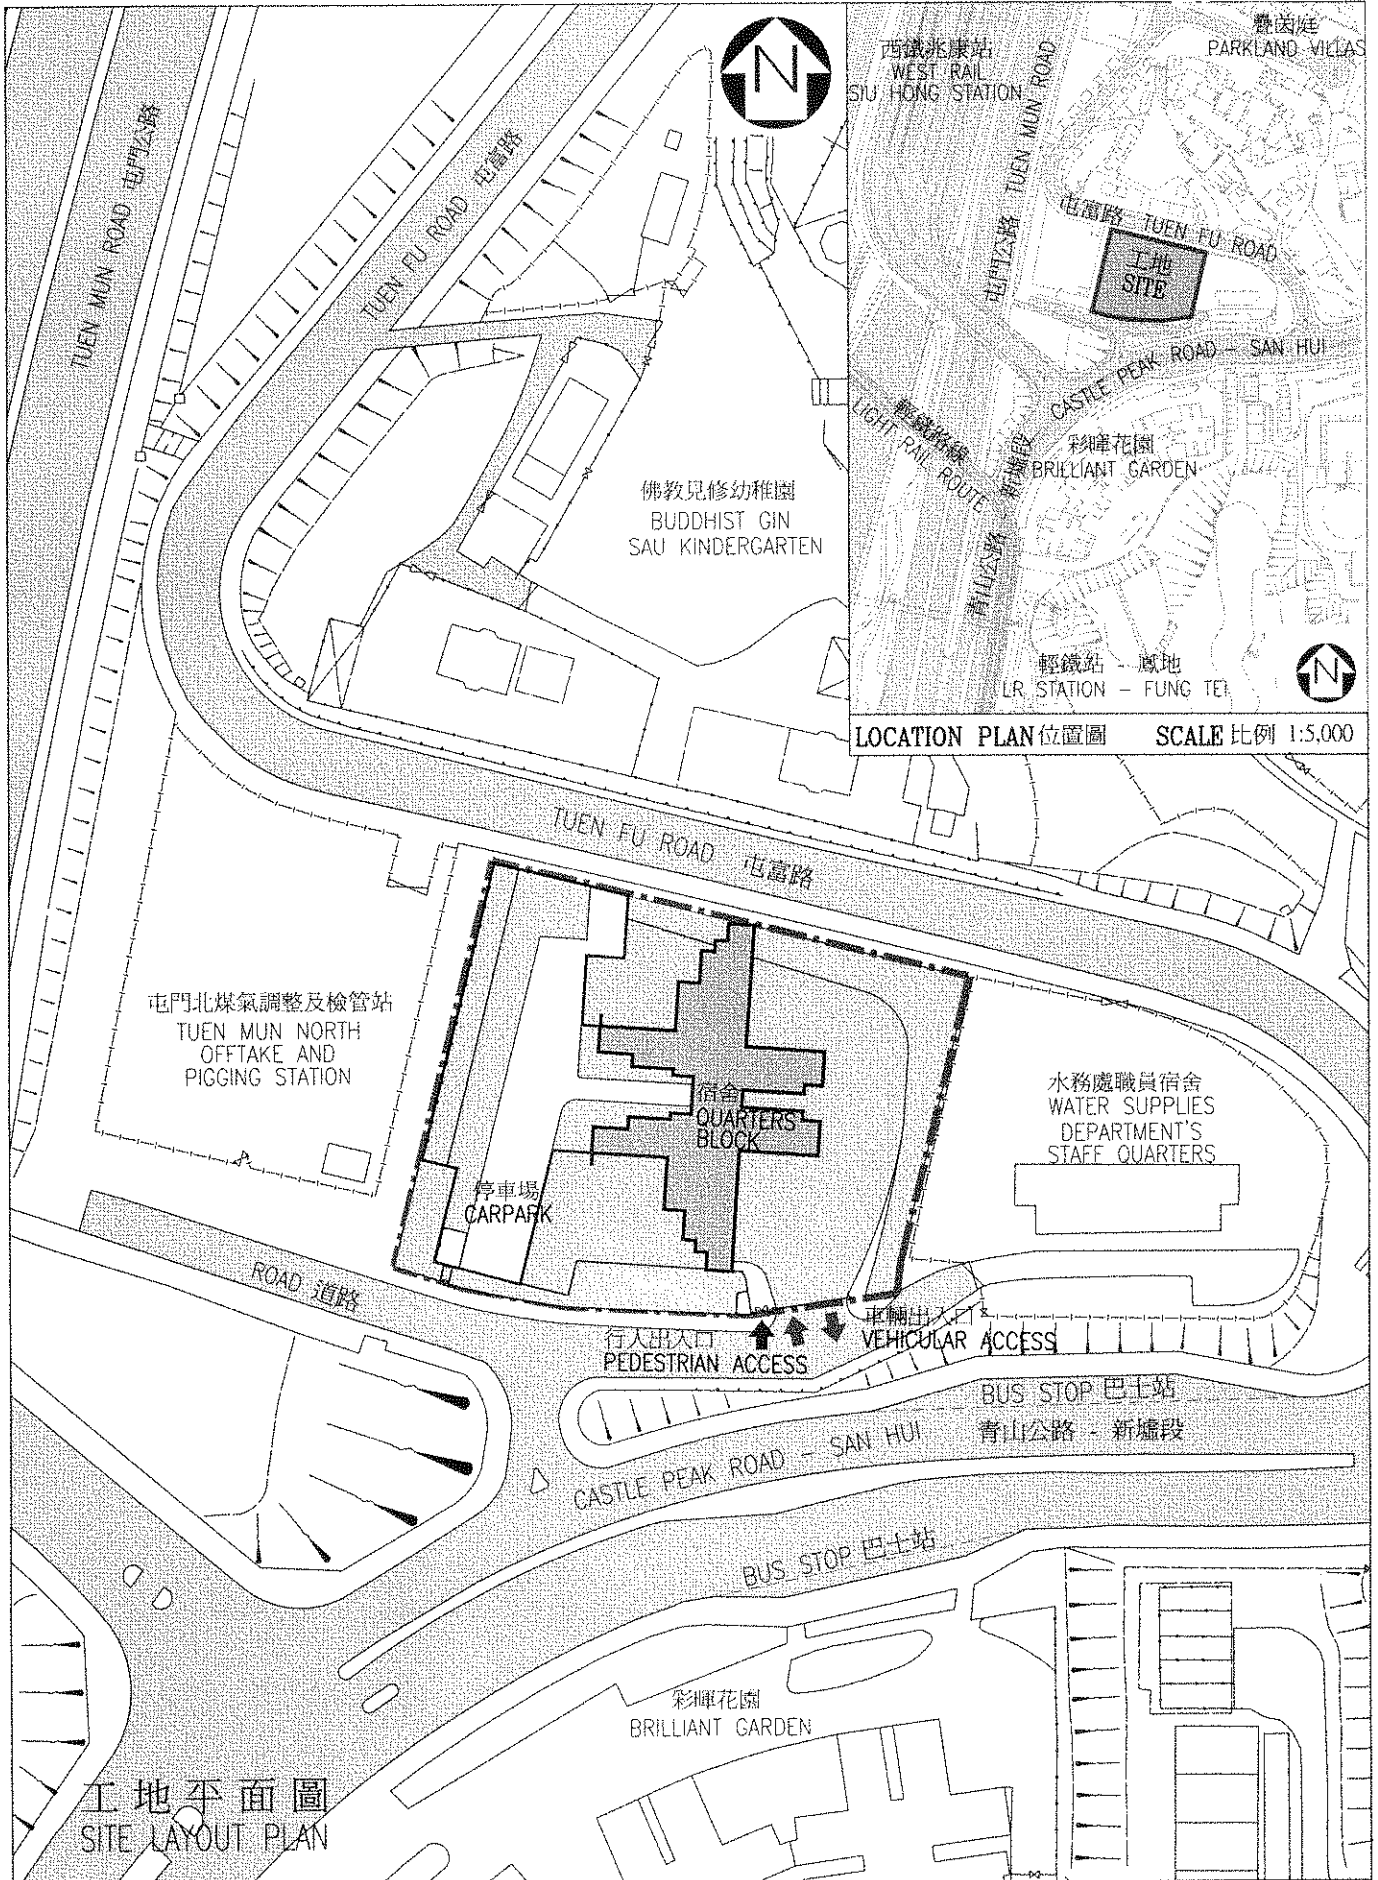 TUEN MUN ROAD 屯門公路
TUEN FU ROAD 屯富路
N
佛教見修幼稚園
BUDDHIST GIN
SAU KINDERGARTEN
西鐵兆康站
WEST RAIL
SIU HONG STATION
屯門公路 TUEN MUN ROAD
疊茵庭
PARKLAND VILLAS
屯富路 TUEN FU ROAD
工地
SITE
CASTLE PEAK ROAD - SAN HUI
青山公路 - 新墟段
輕鐵路線
LIGHT RAIL ROUTE
彩暉花園
BRILLIANT GARDEN
輕鐵站 - 鳳地
LR STATION - FUNG TEI
N
LOCATION PLAN 位置圖 SCALE 比例 1:5,000
TUEN FU ROAD 屯富路
屯門北煤氣調整及檢管站
TUEN MUN NORTH
OFFTAKE AND
PIGGING STATION
宿舍
QUARTERS
BLOCK
停車場
CARPARK
水務處職員宿舍
WATER SUPPLIES
DEPARTMENT'S
STAFF QUARTERS
ROAD 道路
行人出入口
PEDESTRIAN ACCESS
車輛出入口
VEHICULAR ACCESS
BUS STOP 巴士站
CASTLE PEAK ROAD - SAN HUI 青山公路 - 新墟段
BUS STOP 巴士站
彩暉花園
BRILLIANT GARDEN
工地平面圖
SITE LAYOUT PLAN